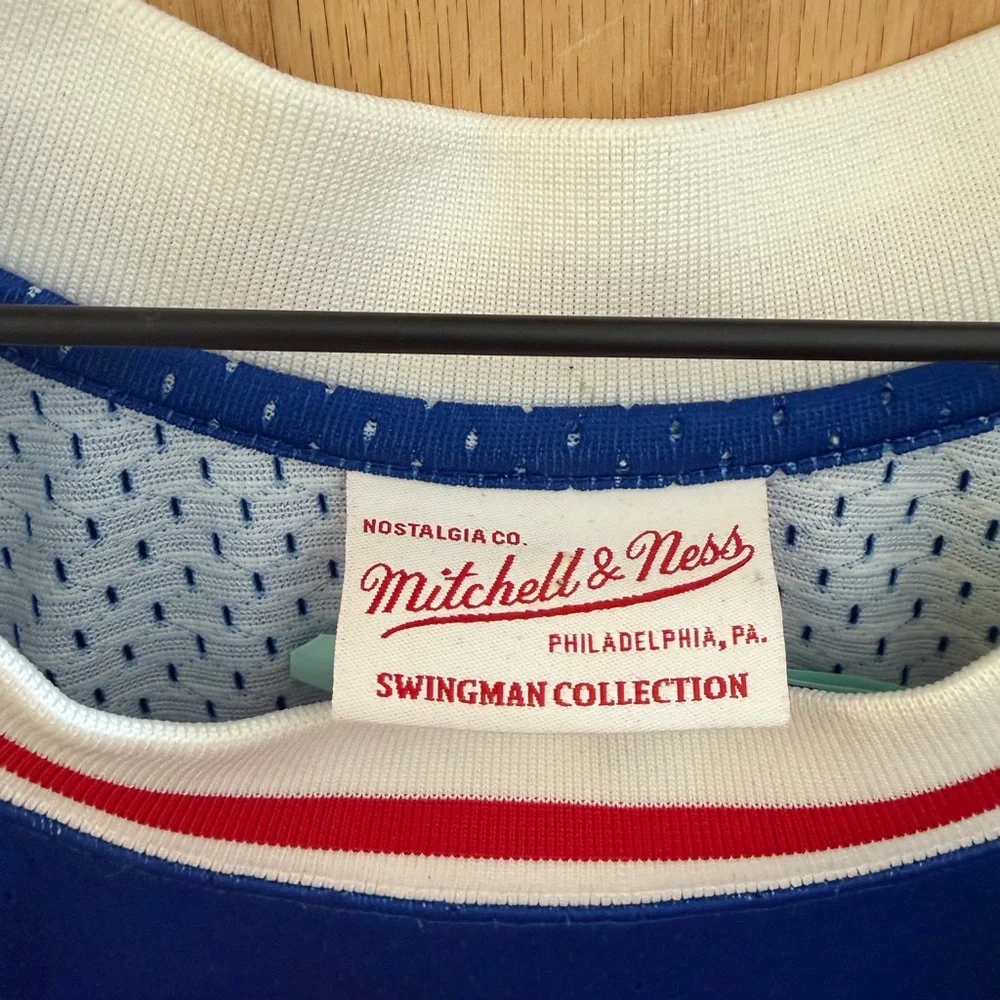 NOSTALGIA CO.
Mitchell & Ness
PHILADELPHIA, PA.
SWINGMAN COLLECTION